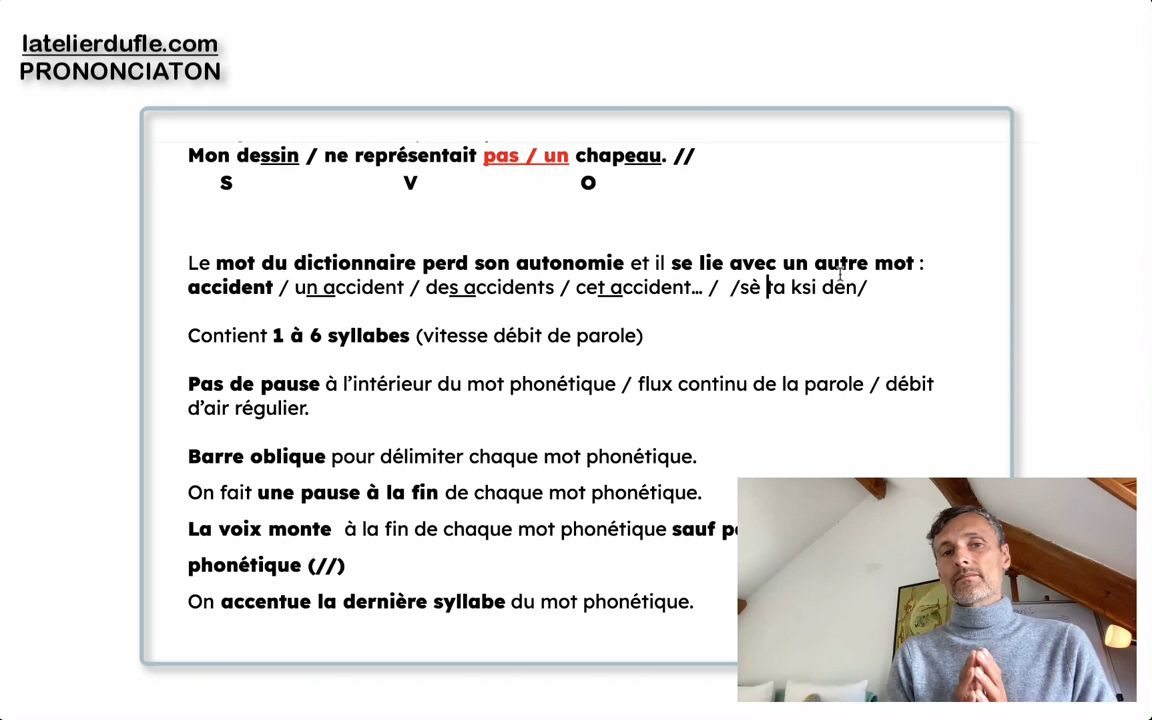 latelierdufle.com
PRONONCIATON
Mon dessin / ne représentait pas / un chapeau. //
S V O
Le mot du dictionnaire perd son autonomie et il se lie avec un autre mot :
accident / un accident / des accidents / cet accident... / /sè ta ksi dên/
Contient 1 à 6 syllabes (vitesse débit de parole)
Pas de pause à l’intérieur du mot phonétique / flux continu de la parole / débit
d’air régulier.
Barre oblique pour délimiter chaque mot phonétique.
On fait une pause à la fin de chaque mot phonétique.
La voix monte à la fin de chaque mot phonétique sauf
phonétique (//)
On accentue la dernière syllabe du mot phonétique.